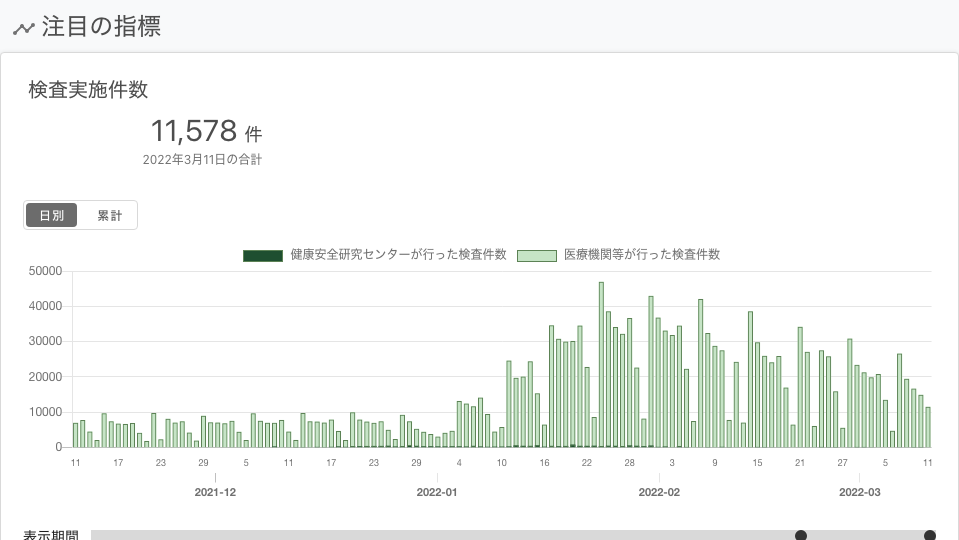 注目の指標
検査実施件数
11,578 件
2022年3月11日の合計
日別 累計
健康安全研究センターが行った検査件数 医療機関等が行った検査件数
50000
40000
30000
20000
10000
0
11 17 23 29 5 11 17 23 29 4 10 16 22 28 3 9 15 21 27 5 11
2021-12 2022-01 2022-02 2022-03
表示期間